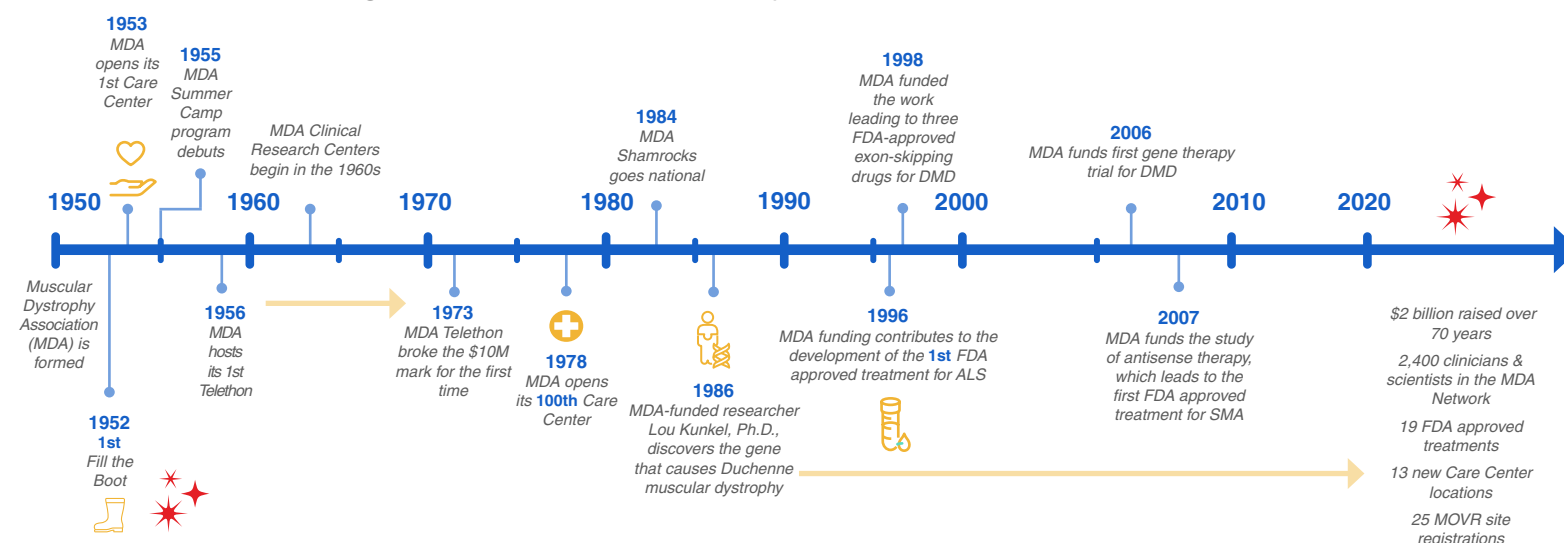 1953
MDA
opens its
1st Care
Center
1955
MDA
Summer
Camp
program
debuts
MDA Clinical
Research Centers
begin in the 1960s
1984
MDA
Shamrocks
goes national
1998
MDA funded
the work
leading to three
FDA-approved
exon-skipping
drugs for DMD
2006
MDA funds first gene therapy
trial for DMD
1950
1960
1970
1980
1990
2000
2010
2020
Muscular
Dystrophy
Association
(MDA) is
formed
1952
1st
Fill the
Boot
1956
MDA
hosts
its 1st
Telethon
1973
MDA Telethon
broke the $10M
mark for the first
time
1978
MDA opens
its 100th Care
Center
1986
MDA-funded researcher
Lou Kunkel, Ph.D.,
discovers the gene
that causes Duchenne
muscular dystrophy
1996
MDA funding contributes to the
development of the 1st FDA
approved treatment for ALS
2007
MDA funds the study
of antisense therapy,
which leads to the
first FDA approved
treatment for SMA
$2 billion raised over
70 years
2,400 clinicians &
scientists in the MDA
Network
19 FDA approved
treatments
13 new Care Center
locations
25 MOVR site
registrations